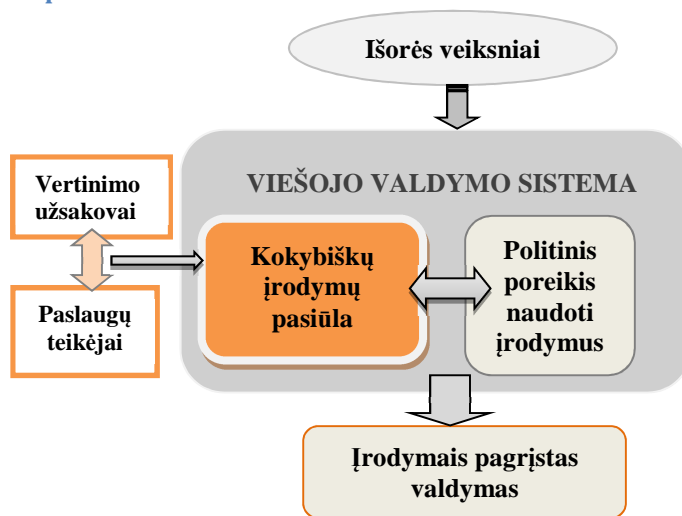 Išorės veiksniai
VIEŠOJO VALDYMO SISTEMA
Vertinimo
užsakovai
Paslaugų
teikėjai
Kokybiškų
įrodymų
pasiūla
Politinis
poreikis
naudoti
įrodymus
Įrodymais pagrįstas
valdymas